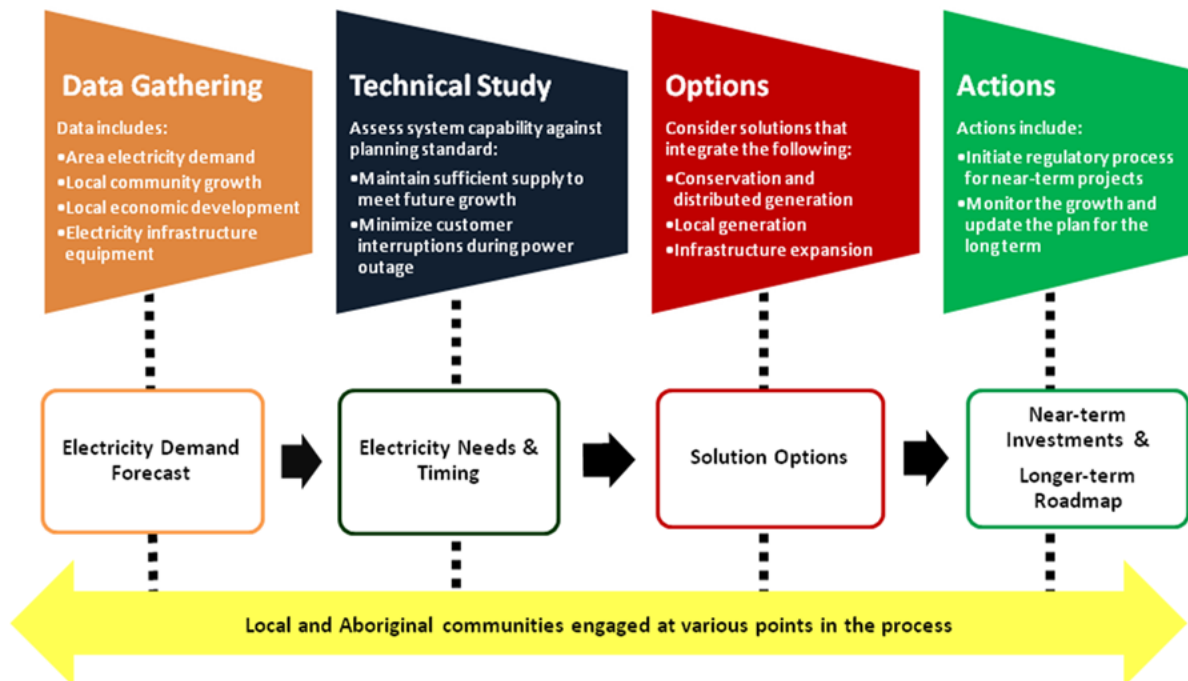 Data Gathering
Data includes:
▪Area electricity demand
▪Local community growth
▪Local economic development
▪Electricity infrastructure
equipment
Technical Study
Assess system capability against
planning standard:
▪Maintain sufficient supply to
meet future growth
▪Minimize customer
interruptions during power
outage
Options
Consider solutions that
integrate the following:
▪Conservation and
distributed generation
▪Local generation
▪Infrastructure expansion
Actions
Actions include:
▪Initiate regulatory process
for near-term projects
▪Monitor the growth and
update the plan for the
long term
Electricity Demand
Forecast
Electricity Needs &
Timing
Solution Options
Near-term
Investments &
Longer-term
Roadmap
Local and Aboriginal communities engaged at various points in the process